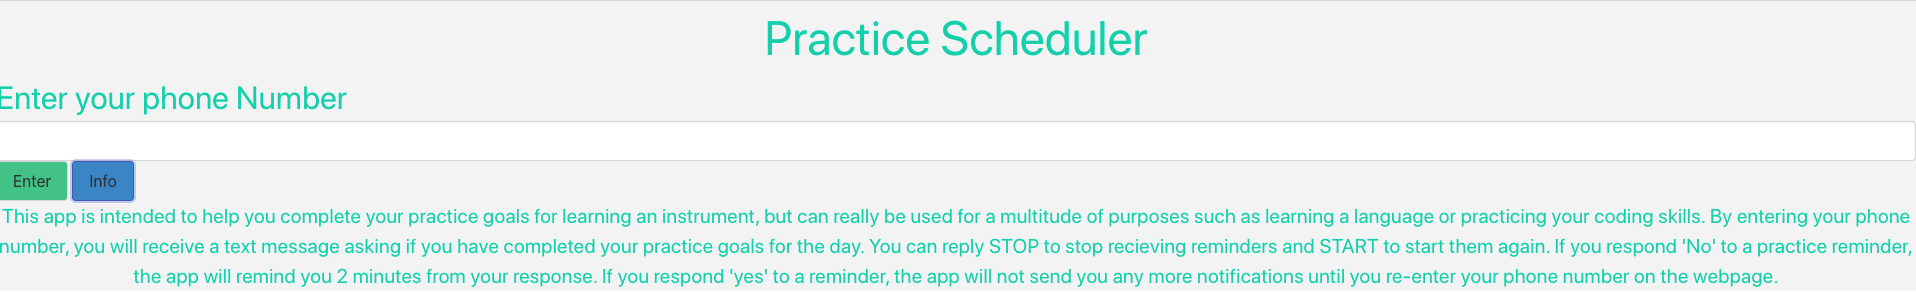 Practice Scheduler
Enter your phone Number
Enter Info
This app is intended to help you complete your practice goals for learning an instrument, but can really be used for a multitude of purposes such as learning a language or practicing your coding skills. By entering your phone
number, you will receive a text message asking if you have completed your practice goals for the day. You can reply STOP to stop recieving reminders and START to start them again. If you respond 'No' to a practice reminder,
the app will remind you 2 minutes from your response. If you respond 'yes' to a reminder, the app will not send you any more notifications until you re-enter your phone number on the webpage.